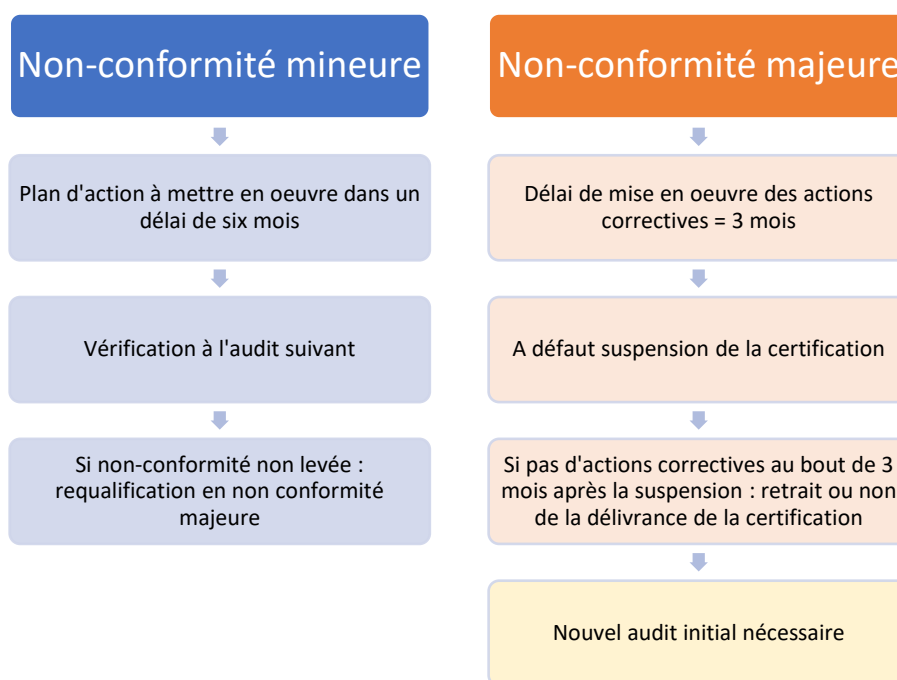 Non-conformité mineure
Plan d'action à mettre en oeuvre dans un
délai de six mois
Vérification à l'audit suivant
Si non-conformité non levée :
requalification en non conformité
majeure
Non-conformité majeure
Délai de mise en oeuvre des actions
correctives = 3 mois
A défaut suspension de la certification
Si pas d'actions correctives au bout de 3
mois après la suspension : retrait ou non
de la délivrance de la certification
Nouvel audit initial nécessaire